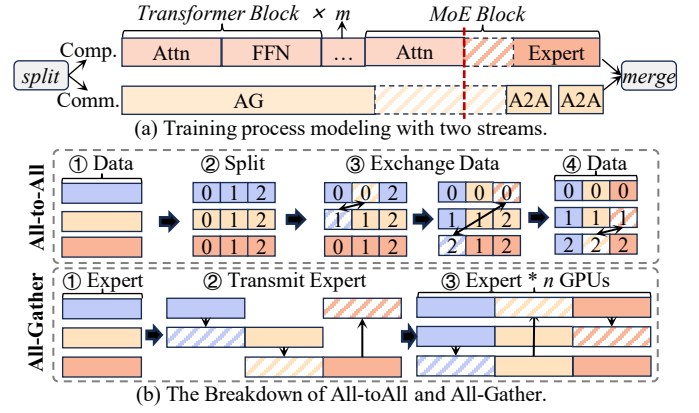 Transformer Block × m
MoE Block
split
Comp.
Attn
FFN
...
Attn
Expert
merge
Comm.
AG
A2A
A2A
(a) Training process modeling with two streams.
All-to-All
① Data
② Split
③ Exchange Data
④ Data
0 1 2
0 0 2
0 0 0
0 0 0
0 1 2
1 1 2
1 1 2
1 1 1
0 1 2
0 1 2
2 1 2
2 2 2
All-Gather
① Expert
② Transmit Expert
③ Expert * n GPUs
(b) The Breakdown of All-toAll and All-Gather.